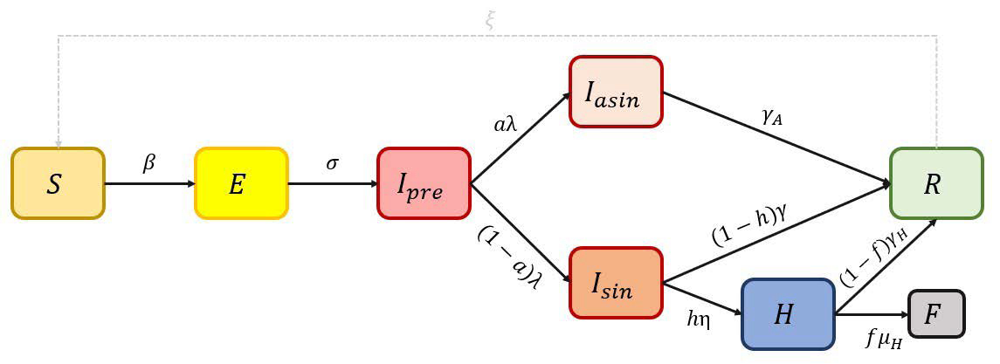 ξ
I_asin
aλ
γ_A
β
σ
S
E
I_pre
R
(1 − a)λ
(1 − h)γ
I_sin
(1 − f)γ_H
hη
H
F
fμ_H